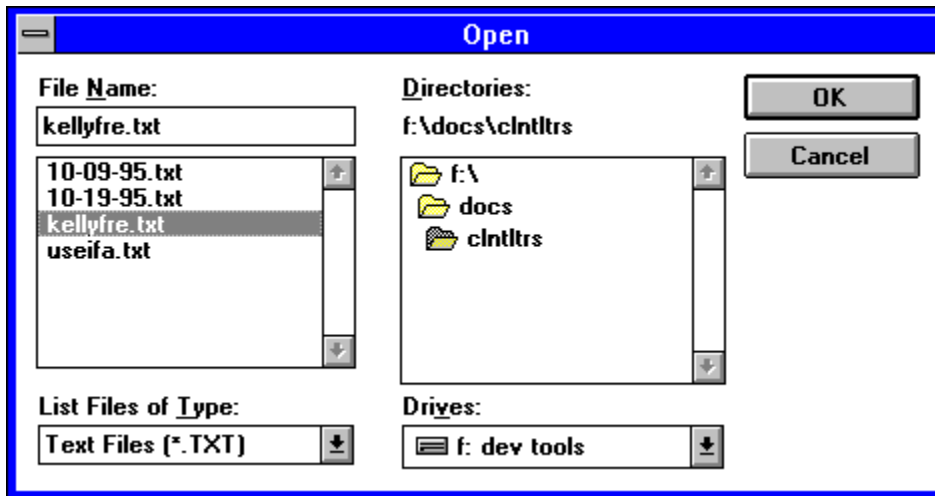 Open
File Name:
kellyfre.txt
10-09-95.txt
10-19-95.txt
kellyfre.txt
useifa.txt
List Files of Type:
Text Files (*.TXT)
Directories:
f:\docs\clntltrs
f:\
docs
clntltrs
Drives:
f: dev tools
OK
Cancel